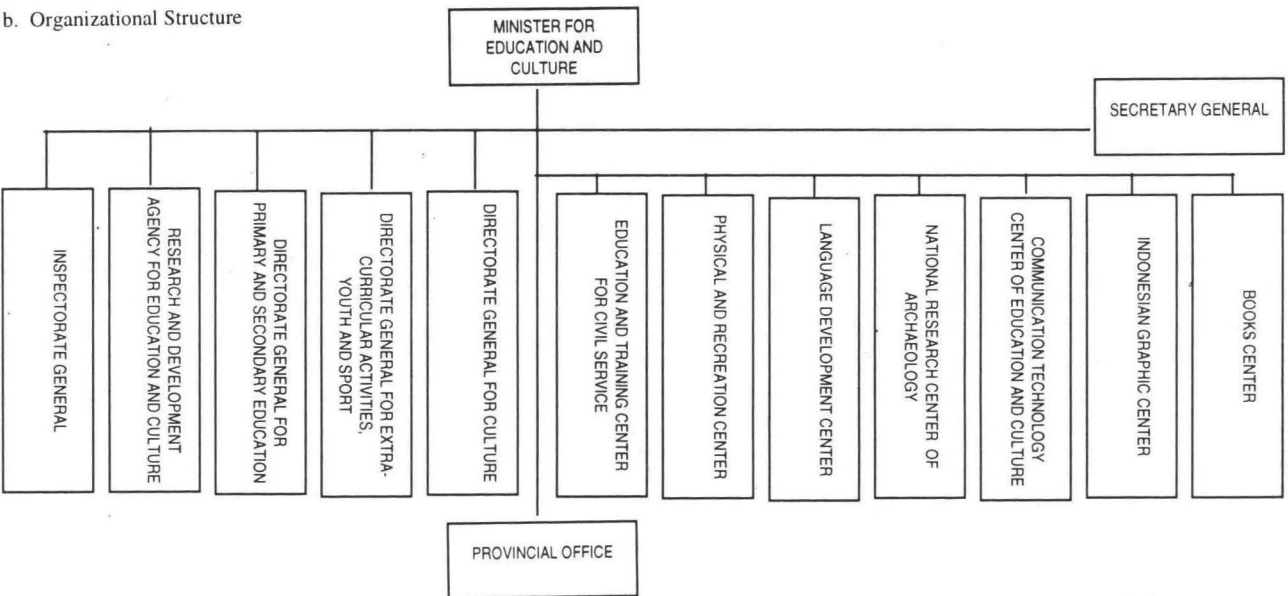 b. Organizational Structure
MINISTER FOR
EDUCATION AND
CULTURE
SECRETARY GENERAL
INSPECTORATE GENERAL
RESEARCH AND DEVELOPMENT
AGENCY FOR EDUCATION AND CULTURE
DIRECTORATE GENERAL FOR
PRIMARY AND SECONDARY EDUCATION
DIRECTORATE GENERAL FOR EXTRA-
CURRICULAR ACTIVITIES,
YOUTH AND SPORT
DIRECTORATE GENERAL FOR CULTURE
EDUCATION AND TRAINING CENTER
FOR CIVIL SERVICE
PHYSICAL AND RECREATION CENTER
LANGUAGE DEVELOPMENT CENTER
NATIONAL RESEARCH CENTER OF
ARCHAEOLOGY
COMMUNICATION TECHNOLOGY
CENTER OF EDUCATION AND CULTURE
INDONESIAN GRAPHIC CENTER
BOOKS CENTER
PROVINCIAL OFFICE